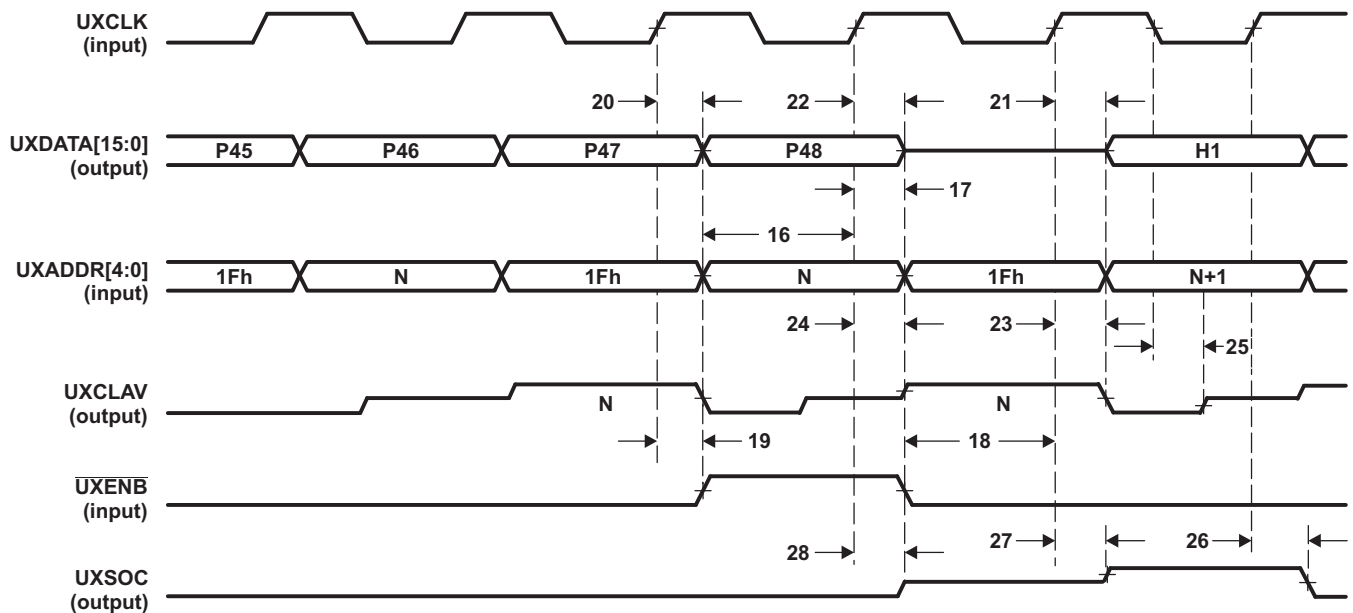 UXCLK
(input)
20 22 21
UXDATA[15:0]
(output)
P45 P46 P47 P48 H1
17
16
UXADDR[4:0]
(input)
1Fh N 1Fh N 1Fh N+1
24 23
25
UXCLAV
(output)
N N
19 18
UXENB
(input)
28 27 26
UXSOC
(output)